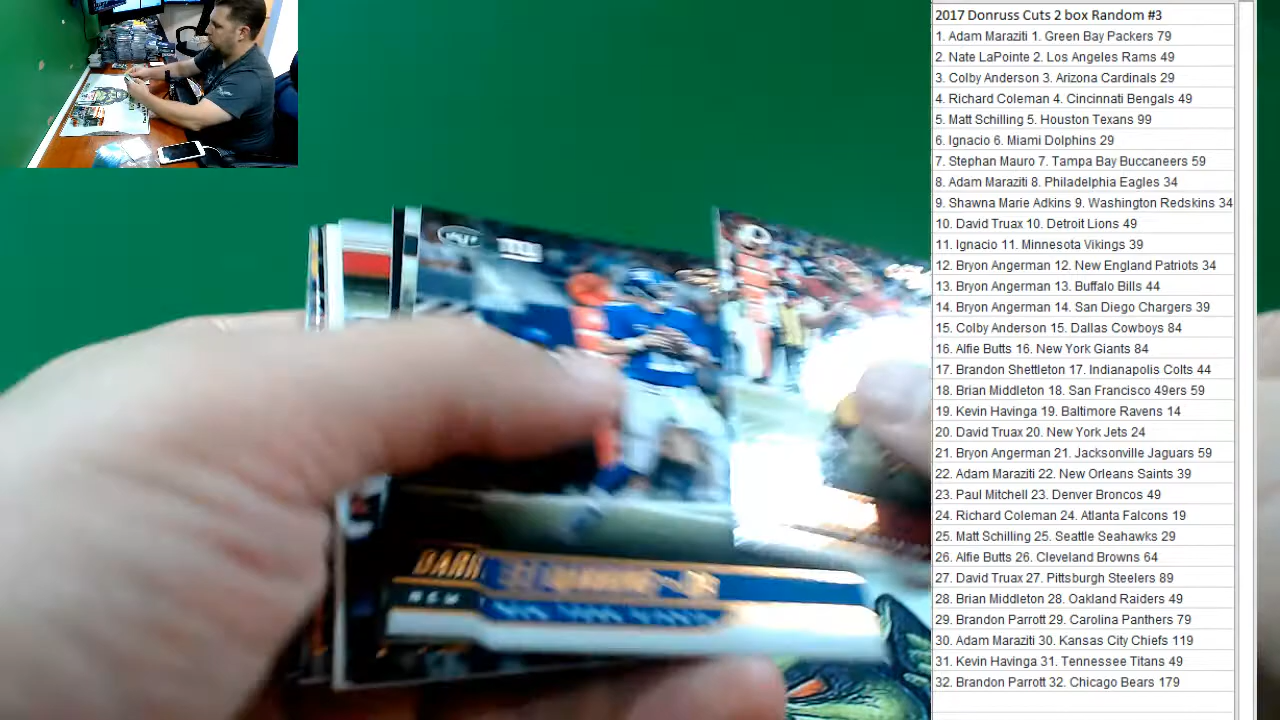 2017 Donruss Cuts 2 box Random #3
1. Adam Maraziti 1. Green Bay Packers 79
2. Nate LaPointe 2. Los Angeles Rams 49
3. Colby Anderson 3. Arizona Cardinals 29
4. Richard Coleman 4. Cincinnati Bengals 49
5. Matt Schilling 5. Houston Texans 99
6. Ignacio 6. Miami Dolphins 29
7. Stephan Mauro 7. Tampa Bay Buccaneers 59
8. Adam Maraziti 8. Philadelphia Eagles 34
9. Shawna Marie Adkins 9. Washington Redskins 34
10. David Truax 10. Detroit Lions 49
11. Ignacio 11. Minnesota Vikings 39
12. Bryon Angerman 12. New England Patriots 34
13. Bryon Angerman 13. Buffalo Bills 44
14. Bryon Angerman 14. San Diego Chargers 39
15. Colby Anderson 15. Dallas Cowboys 84
16. Alfie Butts 16. New York Giants 84
17. Brandon Shettleton 17. Indianapolis Colts 44
18. Brian Middleton 18. San Francisco 49ers 59
19. Kevin Havinga 19. Baltimore Ravens 14
20. David Truax 20. New York Jets 24
21. Bryon Angerman 21. Jacksonville Jaguars 59
22. Adam Maraziti 22. New Orleans Saints 39
23. Paul Mitchell 23. Denver Broncos 49
24. Richard Coleman 24. Atlanta Falcons 19
25. Matt Schilling 25. Seattle Seahawks 29
26. Alfie Butts 26. Cleveland Browns 64
27. David Truax 27. Pittsburgh Steelers 89
28. Brian Middleton 28. Oakland Raiders 49
29. Brandon Parrott 29. Carolina Panthers 79
30. Adam Maraziti 30. Kansas City Chiefs 119
31. Kevin Havinga 31. Tennessee Titans 49
32. Brandon Parrott 32. Chicago Bears 179